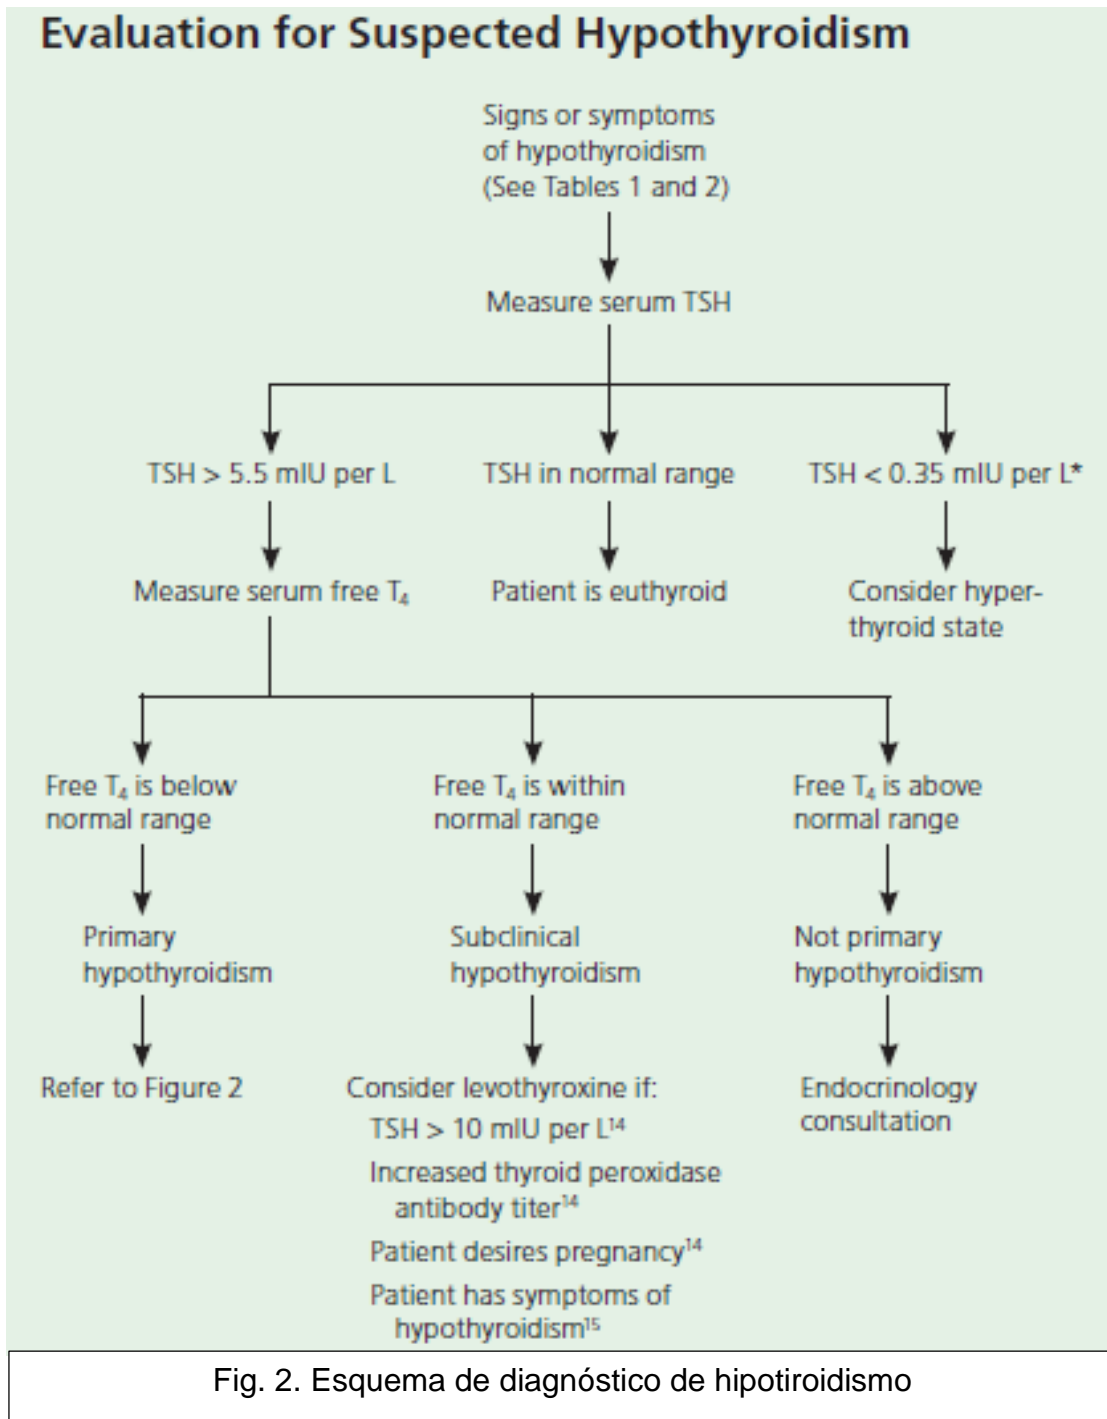 Evaluation for Suspected Hypothyroidism
Signs or symptoms
of hypothyroidism
(See Tables 1 and 2)
Measure serum TSH
TSH > 5.5 mIU per L
TSH in normal range
TSH < 0.35 mIU per L*
Measure serum free T₄
Patient is euthyroid
Consider hyper-
thyroid state
Free T₄ is below
normal range
Free T₄ is within
normal range
Free T₄ is above
normal range
Primary
hypothyroidism
Subclinical
hypothyroidism
Not primary
hypothyroidism
Refer to Figure 2
Consider levothyroxine if:
TSH > 10 mIU per L¹⁴
Increased thyroid peroxidase
antibody titer¹⁴
Patient desires pregnancy¹⁴
Patient has symptoms of
hypothyroidism¹⁵
Endocrinology
consultation
Fig. 2. Esquema de diagnóstico de hipotiroidismo